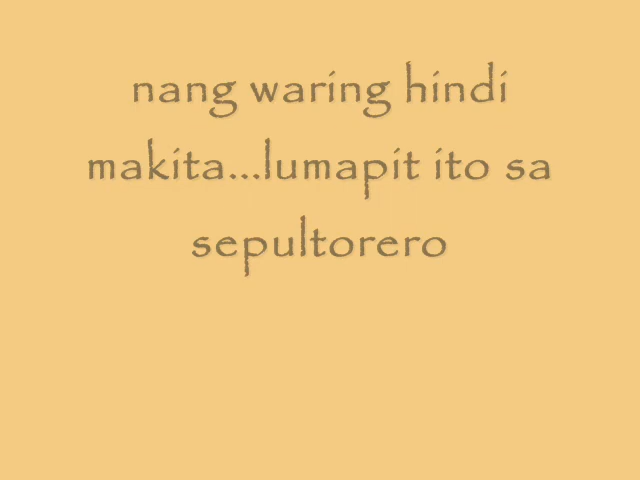 nang waring hindi
makita...lumapit ito sa
sepultorero